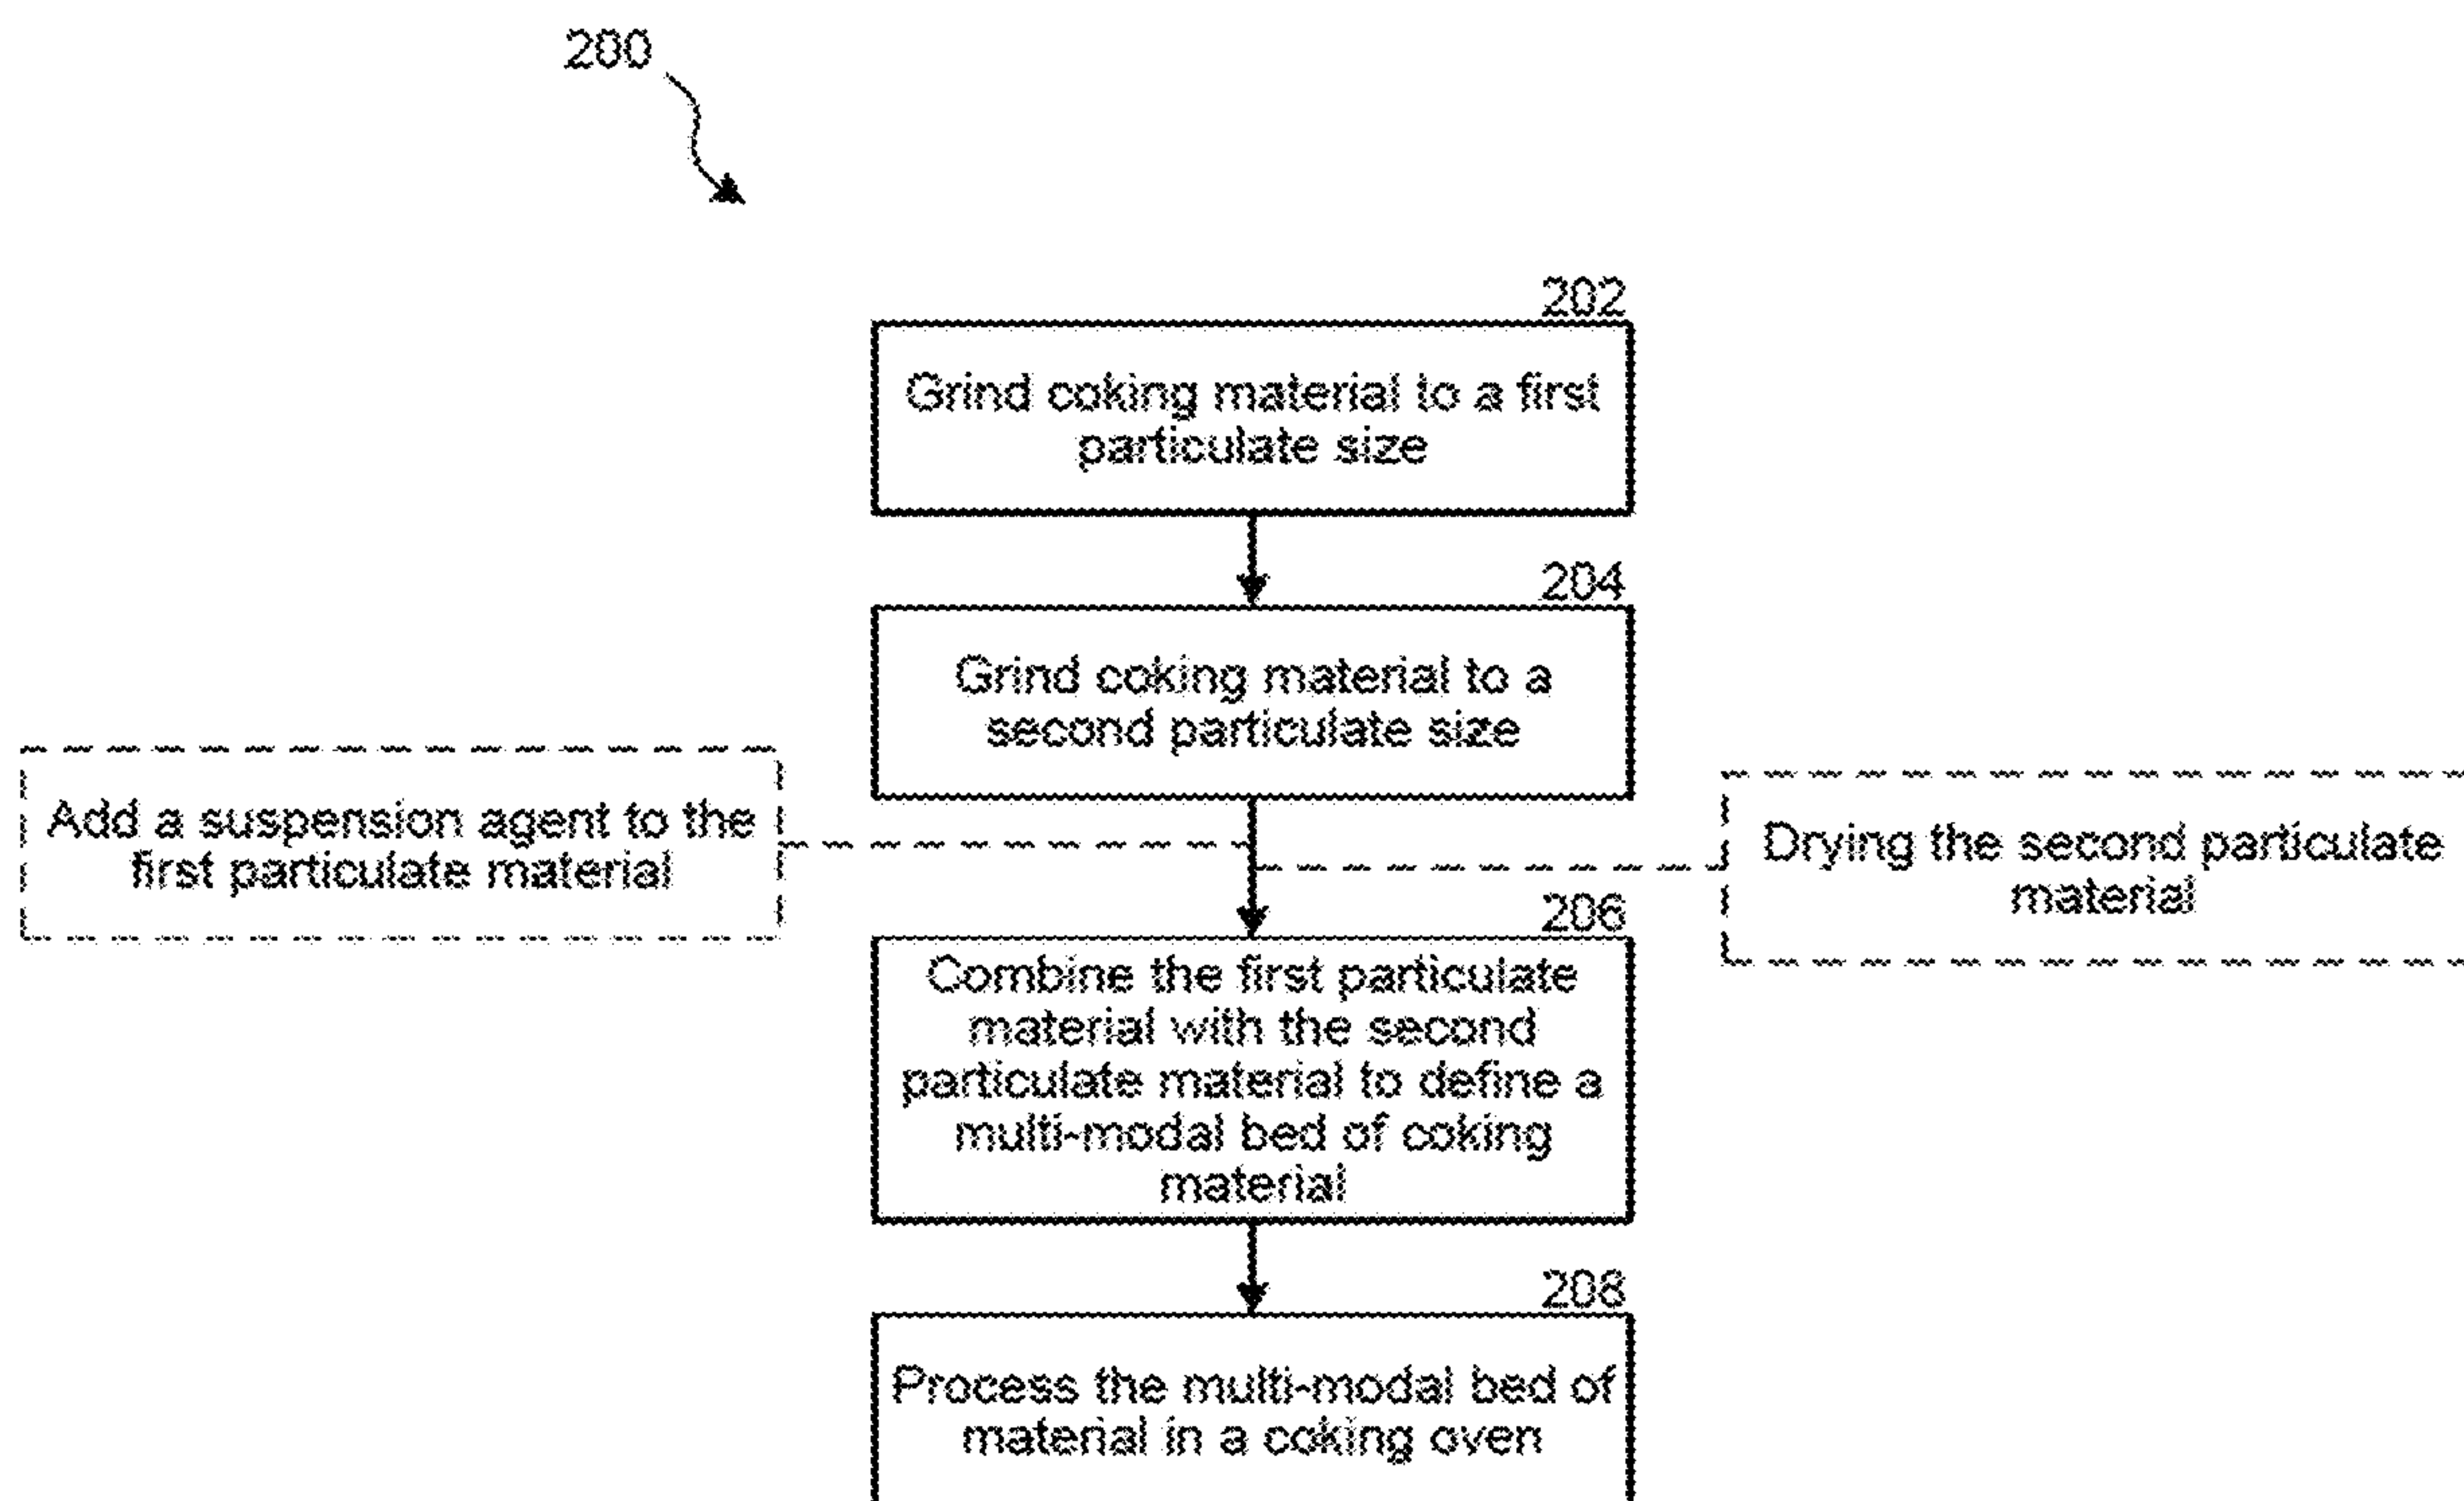 200
202
Grind coking material to a first
particulate size
204
Grind coking material to a
second particulate size
Add a suspension agent to the
first particulate material
Drying the second particulate
material
206
Combine the first particulate
material with the second
particulate material to define a
multi-modal bed of coking
material
208
Process the multi-modal bed of
material in a coking oven